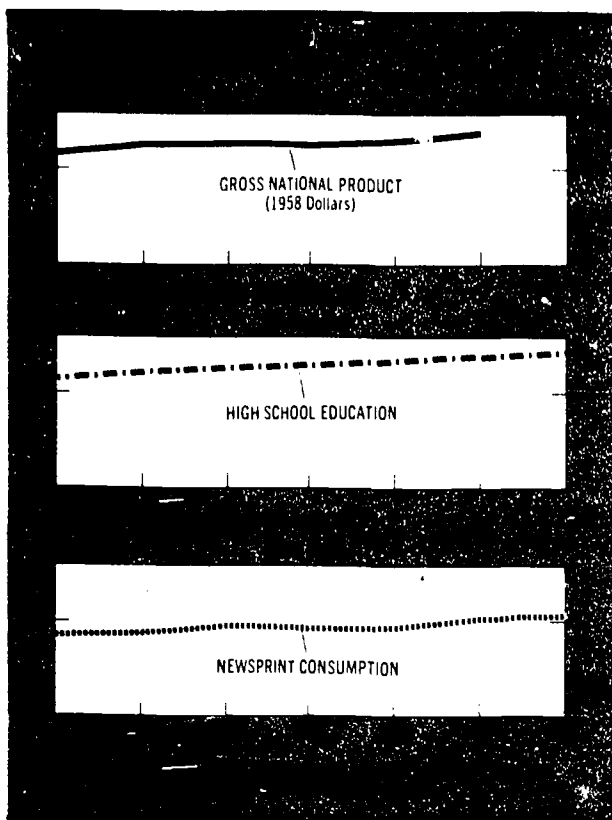 GROSS NATIONAL PRODUCT
(1958 Dollars)
HIGH SCHOOL EDUCATION
NEWSPRINT CONSUMPTION